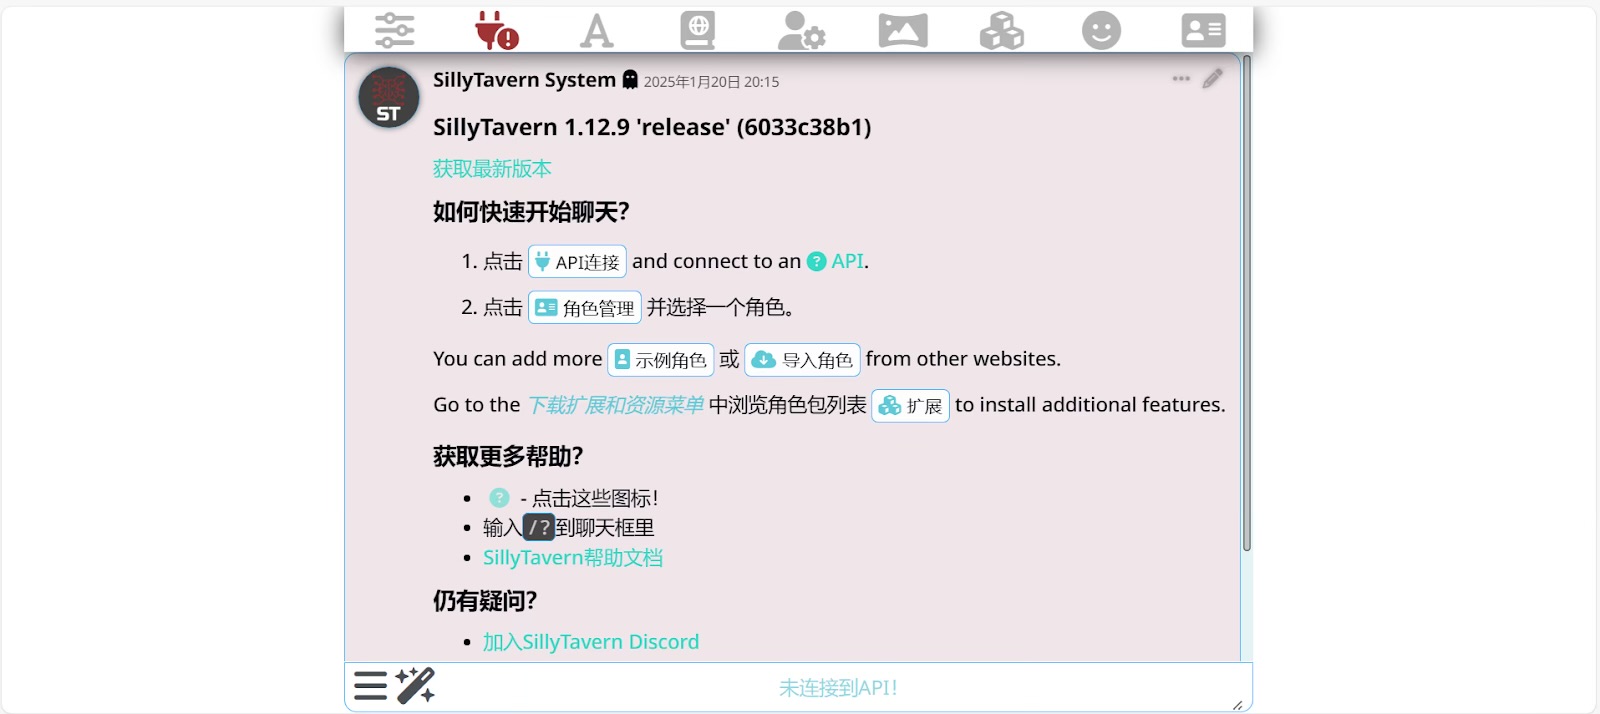 ST
SillyTavern System 2025年1月20日 20:15
SillyTavern 1.12.9 'release' (6033c38b1)
获取最新版本
如何快速开始聊天?
1. 点击 API连接 and connect to an ? API.
2. 点击 角色管理 并选择一个角色。
You can add more 示例角色 或 导入角色 from other websites.
Go to the 下载扩展和资源菜单 中浏览角色包列表 扩展 to install additional features.
获取更多帮助?
• ? - 点击这些图标!
• 输入/?到聊天框里
• SillyTavern帮助文档
仍有疑问?
• 加入SillyTavern Discord
未连接到API!